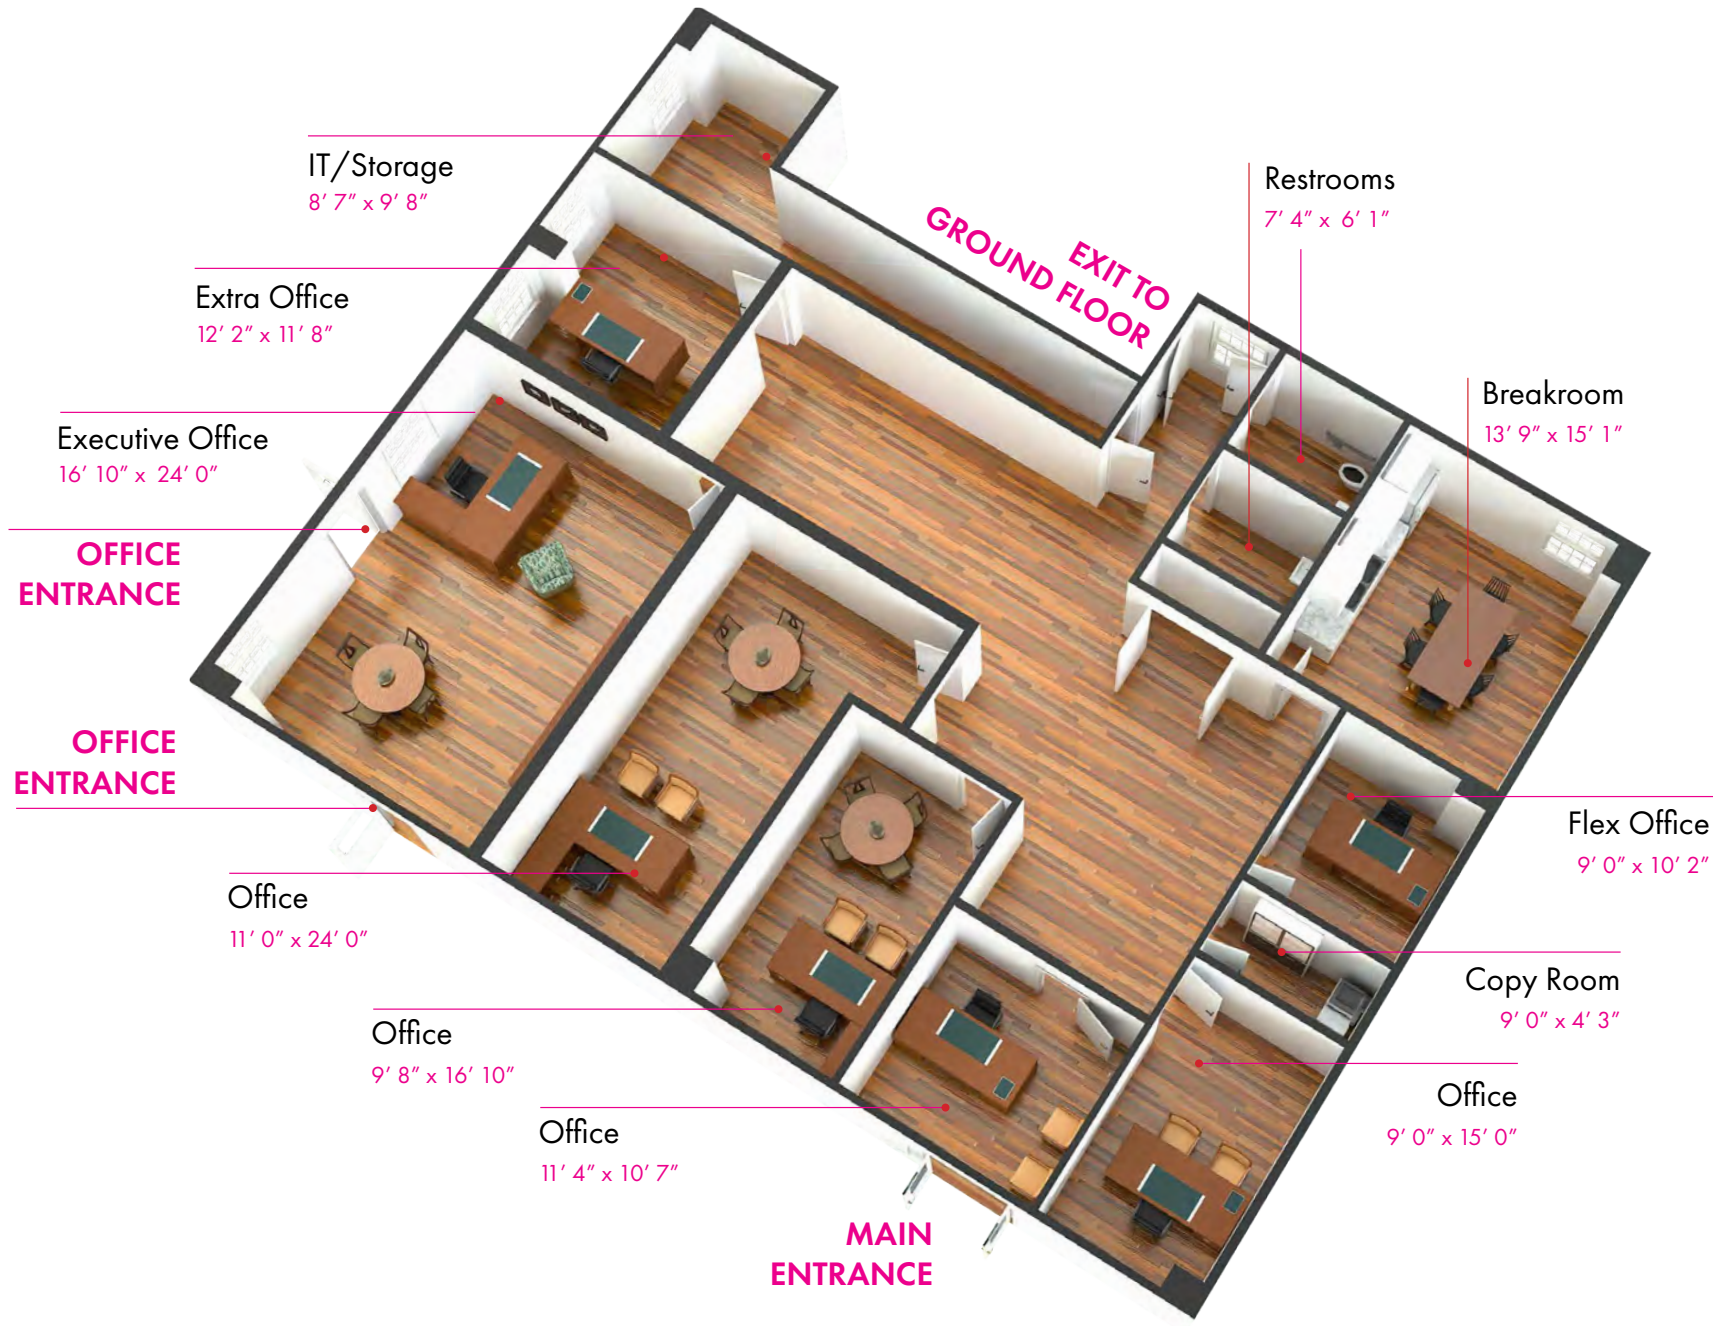 IT/Storage
8’ 7” x 9’ 8”
Restrooms
7’ 4” x 6’ 1”
EXIT TO
GROUND FLOOR
Extra Office
12’ 2” x 11’ 8”
Breakroom
13’ 9” x 15’ 1”
Executive Office
16’ 10” x 24’ 0”
OFFICE
ENTRANCE
OFFICE
ENTRANCE
Flex Office
9’ 0” x 10’ 2”
Office
11’ 0” x 24’ 0”
Copy Room
9’ 0” x 4’ 3”
Office
9’ 8” x 16’ 10”
Office
9’ 0” x 15’ 0”
Office
11’ 4” x 10’ 7”
MAIN
ENTRANCE